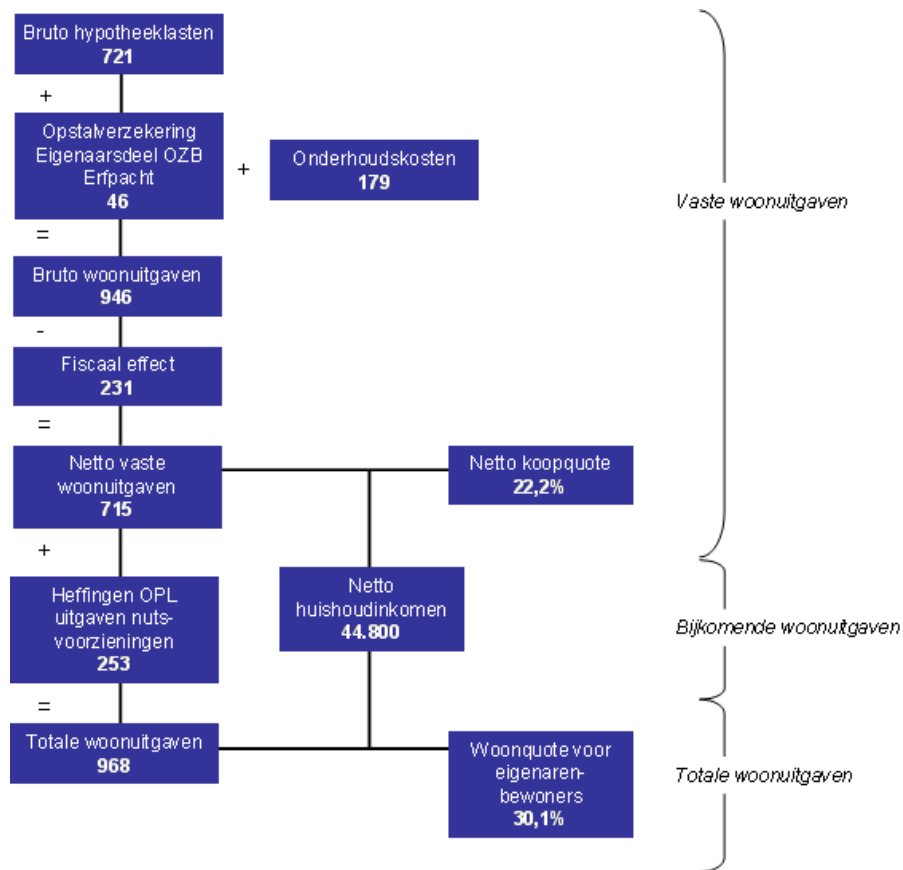 Bruto hypotheeklasten
721
+
Opstalverzekering
Eigenaarsdeel OZB
Erfpacht
46
+
Onderhoudskosten
179
=
Bruto woonuitgaven
946
-
Fiscaal effect
231
=
Netto vaste
woonuitgaven
715
Netto koopquote
22,2%
+
Heffingen OPL
uitgaven nuts-
voorzieningen
253
Netto
huishoudinkomen
44.800
=
Totale woonuitgaven
968
Woonquote voor
eigenaren-
bewoners
30,1%
Vaste woonuitgaven
Bijkomende woonuitgaven
Totale woonuitgaven